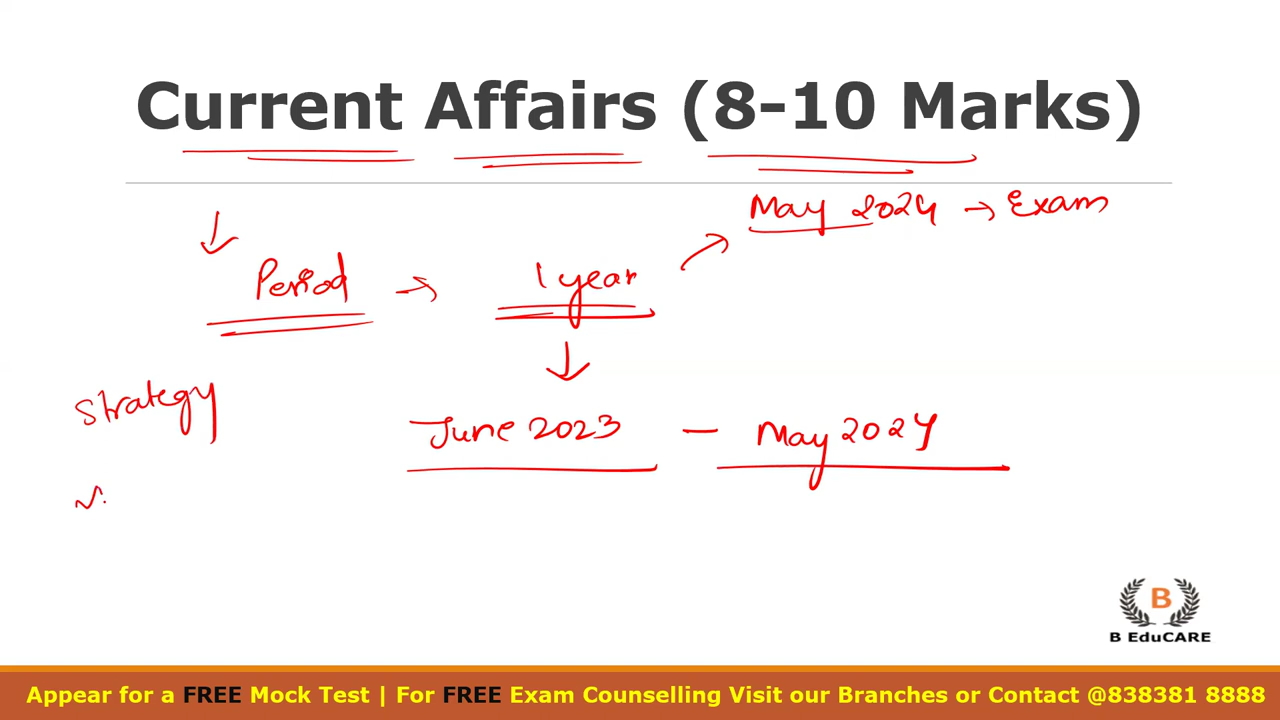 Current Affairs (8-10 Marks)
May 2024 → Exam
Period → 1 year
Strategy
June 2023 – May 2024
B
B EduCARE
Appear for a FREE Mock Test | For FREE Exam Counselling Visit our Branches or Contact @838381 8888